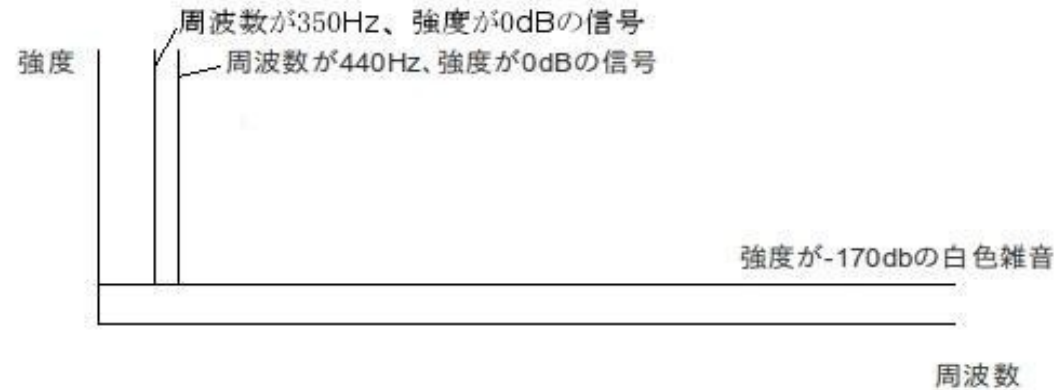 周波数が350Hz、強度が0dBの信号
強度
周波数が440Hz、強度が0dBの信号
強度が-170dbの白色雑音
周波数